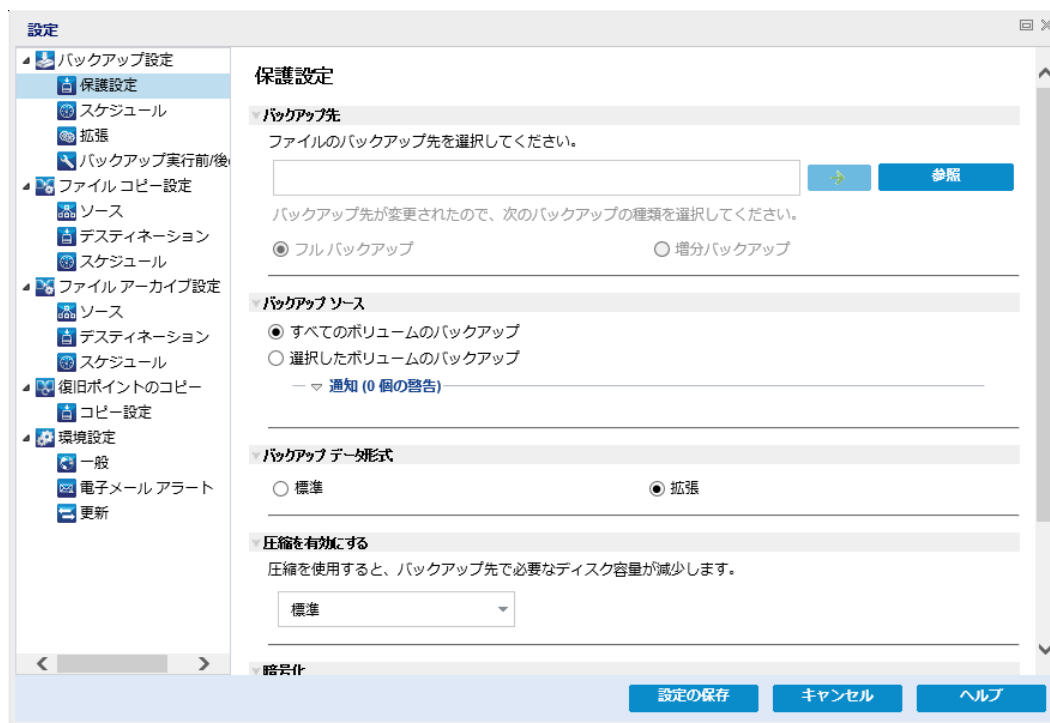 設定
バックアップ設定
保護設定
スケジュール
拡張
バックアップ実行前/後
ファイル コピー設定
ソース
デスティネーション
スケジュール
ファイル アーカイブ設定
ソース
デスティネーション
スケジュール
復旧ポイントのコピー
コピー設定
環境設定
一般
電子メール アラート
更新
保護設定
バックアップ先
ファイルのバックアップ先を選択してください。
参照
バックアップ先が変更されたので、次のバックアップの種類を選択してください。
フル バックアップ 増分バックアップ
バックアップ ソース
すべてのボリュームのバックアップ
選択したボリュームのバックアップ
通知 (0 個の警告)
バックアップ データ形式
標準 拡張
圧縮を有効にする
圧縮を使用すると、バックアップ先で必要なディスク容量が減少します。
標準
暗号化
設定の保存 キャンセル ヘルプ